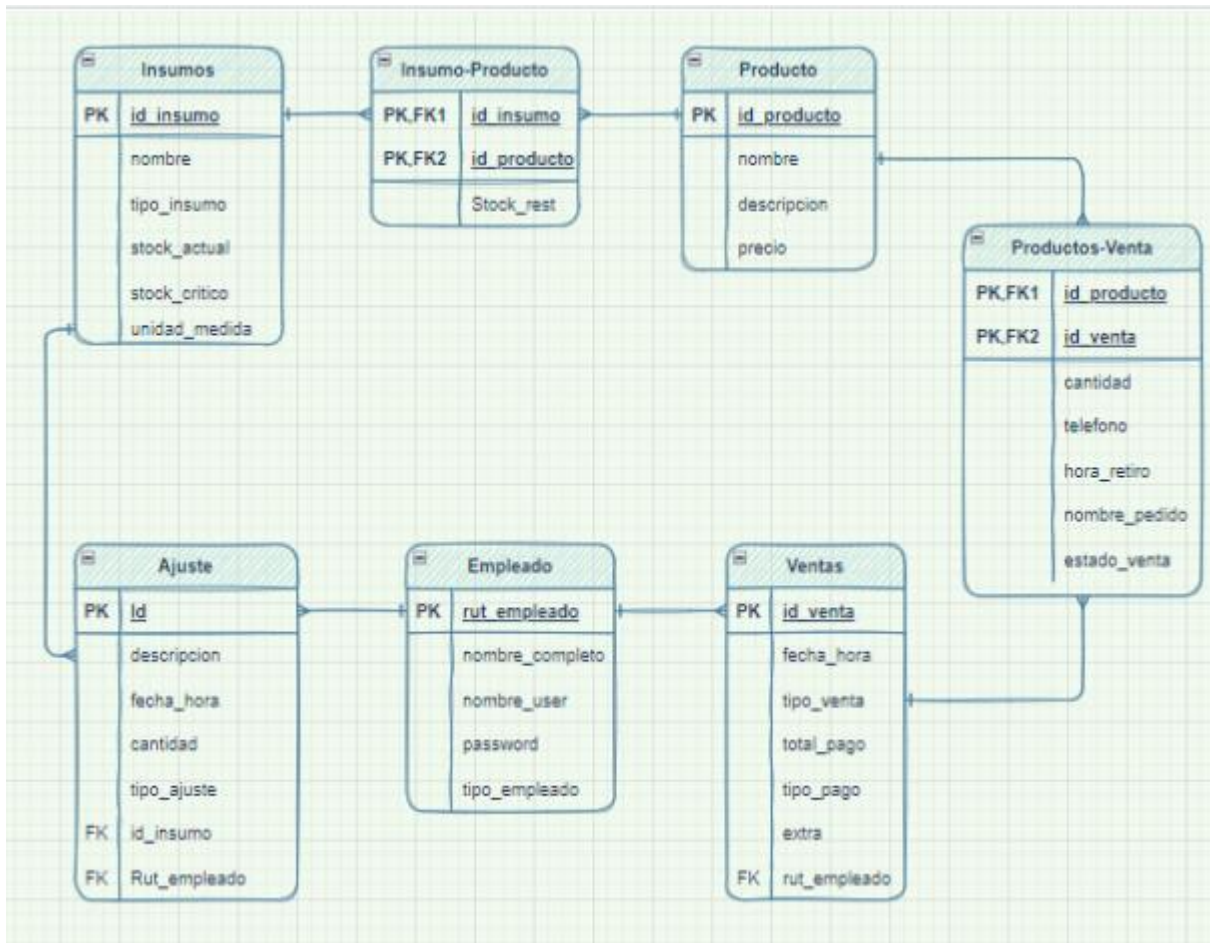 Insumos
PK id_insumo
nombre
tipo_insumo
stock_actual
stock_critico
unidad_medida
Insumo-Producto
PK,FK1 id_insumo
PK,FK2 id_producto
Stock_rest
Producto
PK id_producto
nombre
descripcion
precio
Productos-Venta
PK,FK1 id_producto
PK,FK2 id_venta
cantidad
telefono
hora_retiro
nombre_pedido
estado_venta
Ajuste
PK Id
descripcion
fecha_hora
cantidad
tipo_ajuste
FK id_insumo
FK Rut_empleado
Empleado
PK rut_empleado
nombre_completo
nombre_user
password
tipo_empleado
Ventas
PK id_venta
fecha_hora
tipo_venta
total_pago
tipo_pago
extra
FK rut_empleado